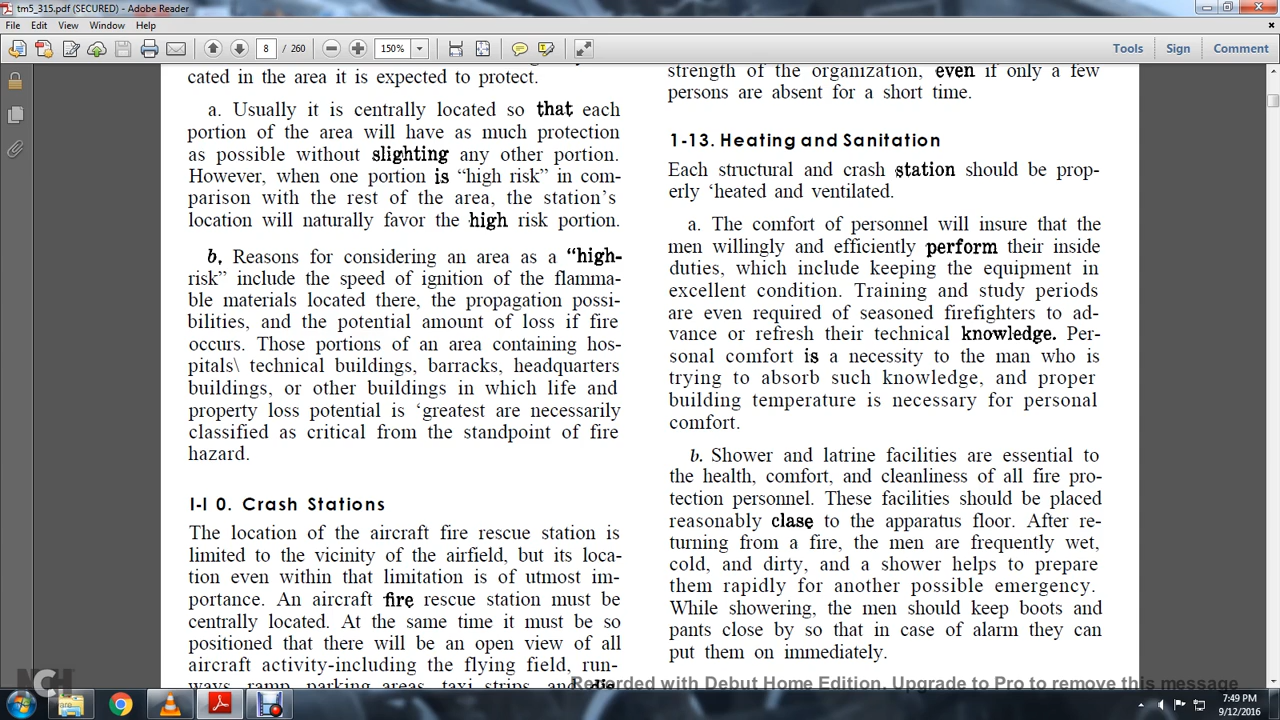 tm5_315.pdf (SECURED) - Adobe Reader
File Edit View Window Help
8 / 260 150% Tools Sign Comment
cated in the area it is expected to protect.
a. Usually it is centrally located so that each
portion of the area will have as much protection
as possible without slighting any other portion.
However, when one portion is “high risk” in com-
parison with the rest of the area, the station’s
location will naturally favor the high risk portion.
b. Reasons for considering an area as a “high-
risk” include the speed of ignition of the flamma-
ble materials located there, the propagation possi-
bilities, and the potential amount of loss if fire
occurs. Those portions of an area containing hos-
pitals\ technical buildings, barracks, headquarters
buildings, or other buildings in which life and
property loss potential is ‘greatest are necessarily
classified as critical from the standpoint of fire
hazard.
I-I 0. Crash Stations
The location of the aircraft fire rescue station is
limited to the vicinity of the airfield, but its loca-
tion even within that limitation is of utmost im-
portance. An aircraft fire rescue station must be
centrally located. At the same time it must be so
positioned that there will be an open view of all
aircraft activity-including the flying field, run-
ways, ramp, parking areas, taxi strips, and
strength of the organization, even if only a few
persons are absent for a short time.
1-13. Heating and Sanitation
Each structural and crash station should be prop-
erly ‘heated and ventilated.
a. The comfort of personnel will insure that the
men willingly and efficiently perform their inside
duties, which include keeping the equipment in
excellent condition. Training and study periods
are even required of seasoned firefighters to ad-
vance or refresh their technical knowledge. Per-
sonal comfort is a necessity to the man who is
trying to absorb such knowledge, and proper
building temperature is necessary for personal
comfort.
b. Shower and latrine facilities are essential to
the health, comfort, and cleanliness of all fire pro-
tection personnel. These facilities should be placed
reasonably clase to the apparatus floor. After re-
turning from a fire, the men are frequently wet,
cold, and dirty, and a shower helps to prepare
them rapidly for another possible emergency.
While showering, the men should keep boots and
pants close by so that in case of alarm they can
put them on immediately.
Recorded with Debut Home Edition. Upgrade to Pro to remove this message
NCH
7:49 PM
9/12/2016